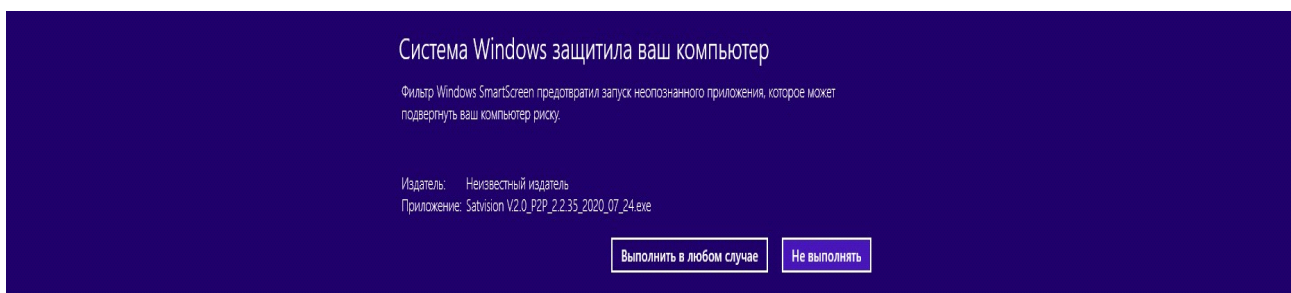 Система Windows защитила ваш компьютер
Фильтр Windows SmartScreen предотвратил запуск неопознанного приложения, которое может
подвергнуть ваш компьютер риску.
Издатель: Неизвестный издатель
Приложение: Satvision V.2.0_P2P_2.2.35_2020_07_24.exe
Выполнить в любом случае Не выполнять